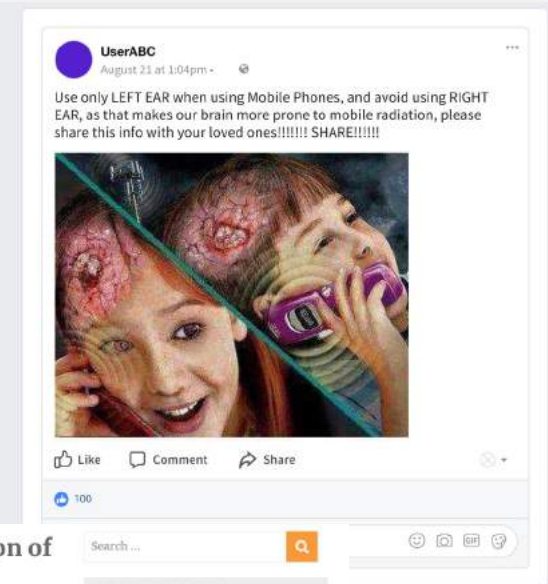 UserABC
August 21 at 1:04pm
Use only LEFT EAR when using Mobile Phones, and avoid using RIGHT
EAR, as that makes our brain more prone to mobile radiation, please
share this info with your loved ones!!!!!!! SHARE!!!!!!
Like Comment Share
100
on of
Search ...
GIF